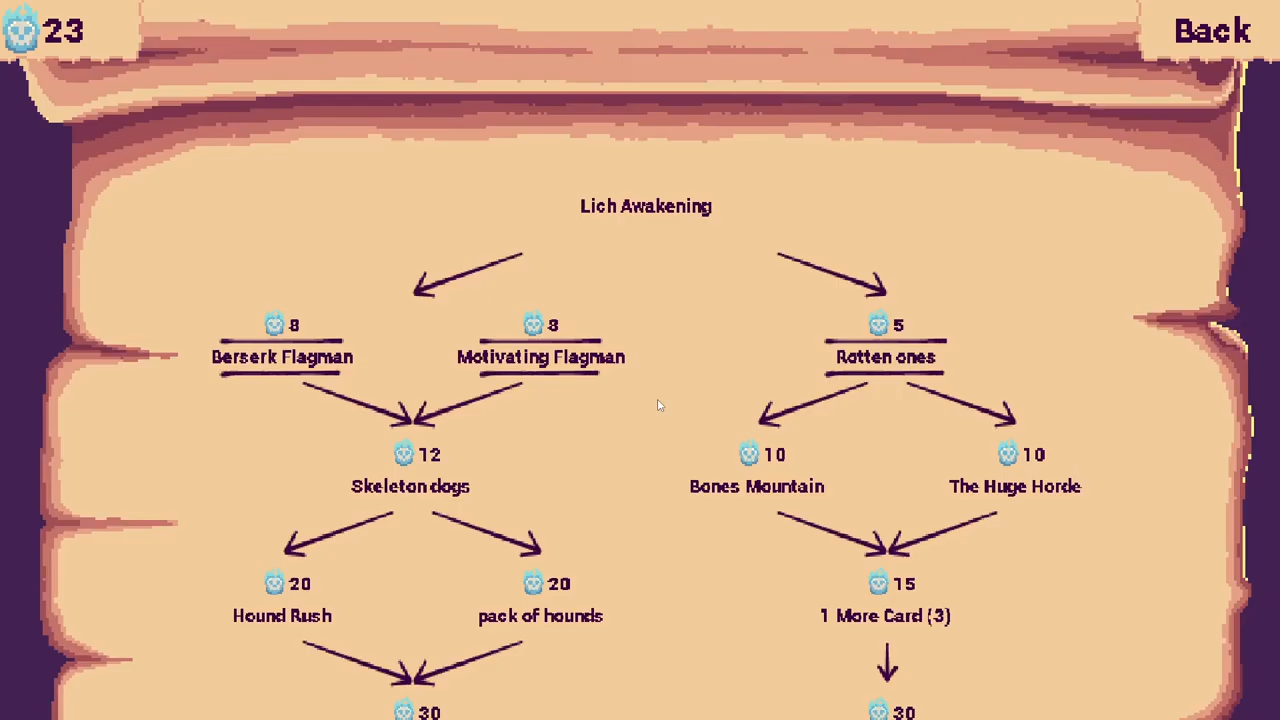 23
Back
Lich Awakening
8
8
5
Berserk Flagman
Motivating Flagman
Rotten ones
12
10
10
Skeleton dogs
Bones Mountain
The Huge Horde
20
20
15
Hound Rush
pack of hounds
1 More Card (3)
30
30